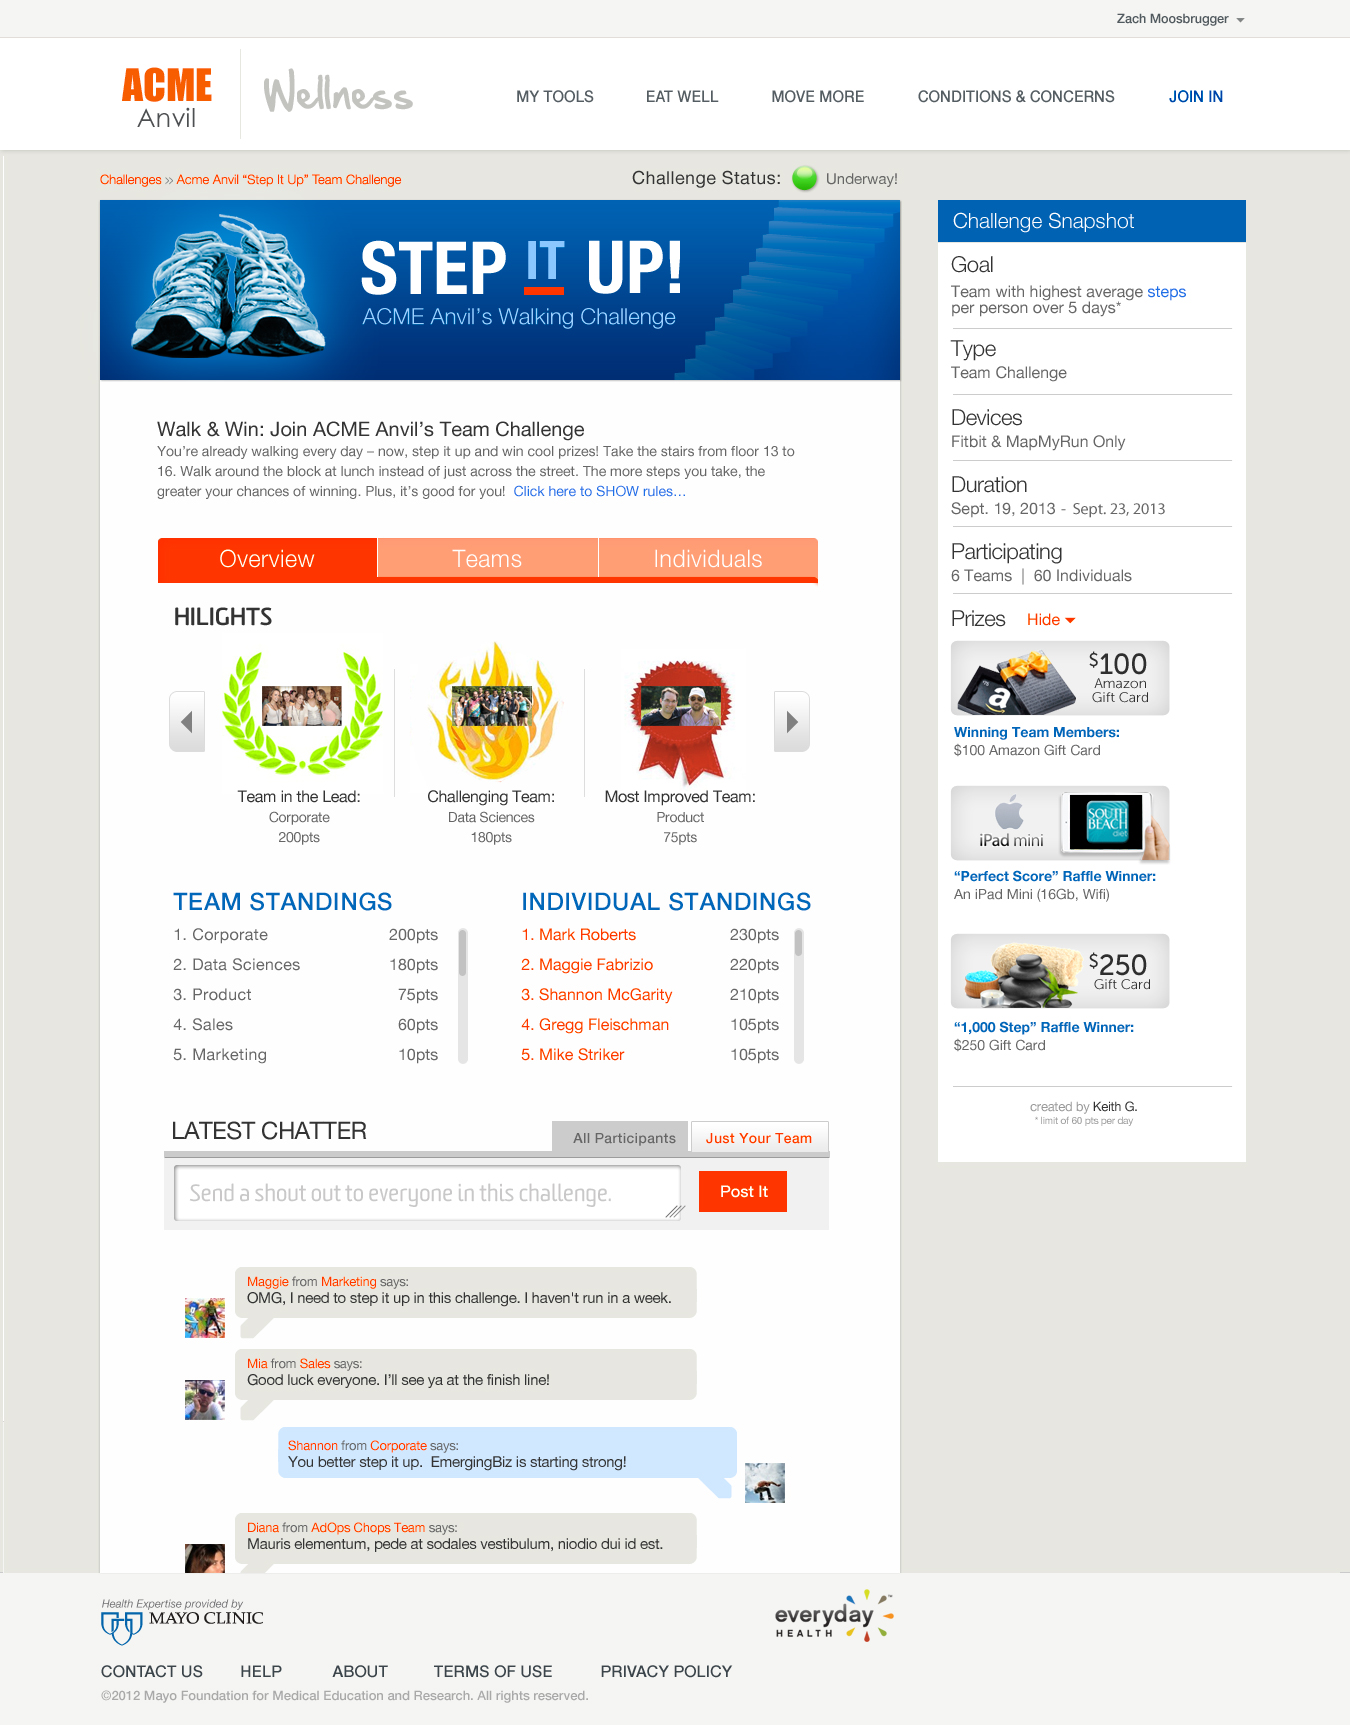 Zach Moosbrugger
ACME
Anvil
Wellness
MY TOOLS
EAT WELL
MOVE MORE
CONDITIONS & CONCERNS
JOIN IN
Challenges » Acme Anvil “Step It Up” Team Challenge
Challenge Status:
Underway!
STEP IT UP!
ACME Anvil's Walking Challenge
Walk & Win: Join ACME Anvil's Team Challenge
You're already walking every day – now, step it up and win cool prizes! Take the stairs from floor 13 to
16. Walk around the block at lunch instead of just across the street. The more steps you take, the
greater your chances of winning. Plus, it's good for you! Click here to SHOW rules...
Overview
Teams
Individuals
HILIGHTS
Team in the Lead:
Corporate
200pts
Challenging Team:
Data Sciences
180pts
Most Improved Team:
Product
75pts
TEAM STANDINGS
1. Corporate 200pts
2. Data Sciences 180pts
3. Product 75pts
4. Sales 60pts
5. Marketing 10pts
INDIVIDUAL STANDINGS
1. Mark Roberts 230pts
2. Maggie Fabrizio 220pts
3. Shannon McGarity 210pts
4. Gregg Fleischman 105pts
5. Mike Striker 105pts
LATEST CHATTER
All Participants
Just Your Team
Send a shout out to everyone in this challenge.
Post It
Maggie from Marketing says:
OMG, I need to step it up in this challenge. I haven't run in a week.
Mia from Sales says:
Good luck everyone. I'll see ya at the finish line!
Shannon from Corporate says:
You better step it up. EmergingBiz is starting strong!
Diana from AdOps Chops Team says:
Mauris elementum, pede at sodales vestibulum, niodio dui id est.
Challenge Snapshot
Goal
Team with highest average steps
per person over 5 days*
Type
Team Challenge
Devices
Fitbit & MapMyRun Only
Duration
Sept. 19, 2013 - Sept. 23, 2013
Participating
6 Teams | 60 Individuals
Prizes
Hide
a
$100
Amazon
Gift Card
Winning Team Members:
$100 Amazon Gift Card
iPad mini
SOUTH
BEACH
diet
“Perfect Score” Raffle Winner:
An iPad Mini (16Gb, Wifi)
$250
Gift Card
“1,000 Step” Raffle Winner:
$250 Gift Card
created by Keith G.
* limit of 60 pts per day
Health Expertise provided by
MAYO CLINIC
everyday
HEALTH
CONTACT US
HELP
ABOUT
TERMS OF USE
PRIVACY POLICY
©2012 Mayo Foundation for Medical Education and Research. All rights reserved.